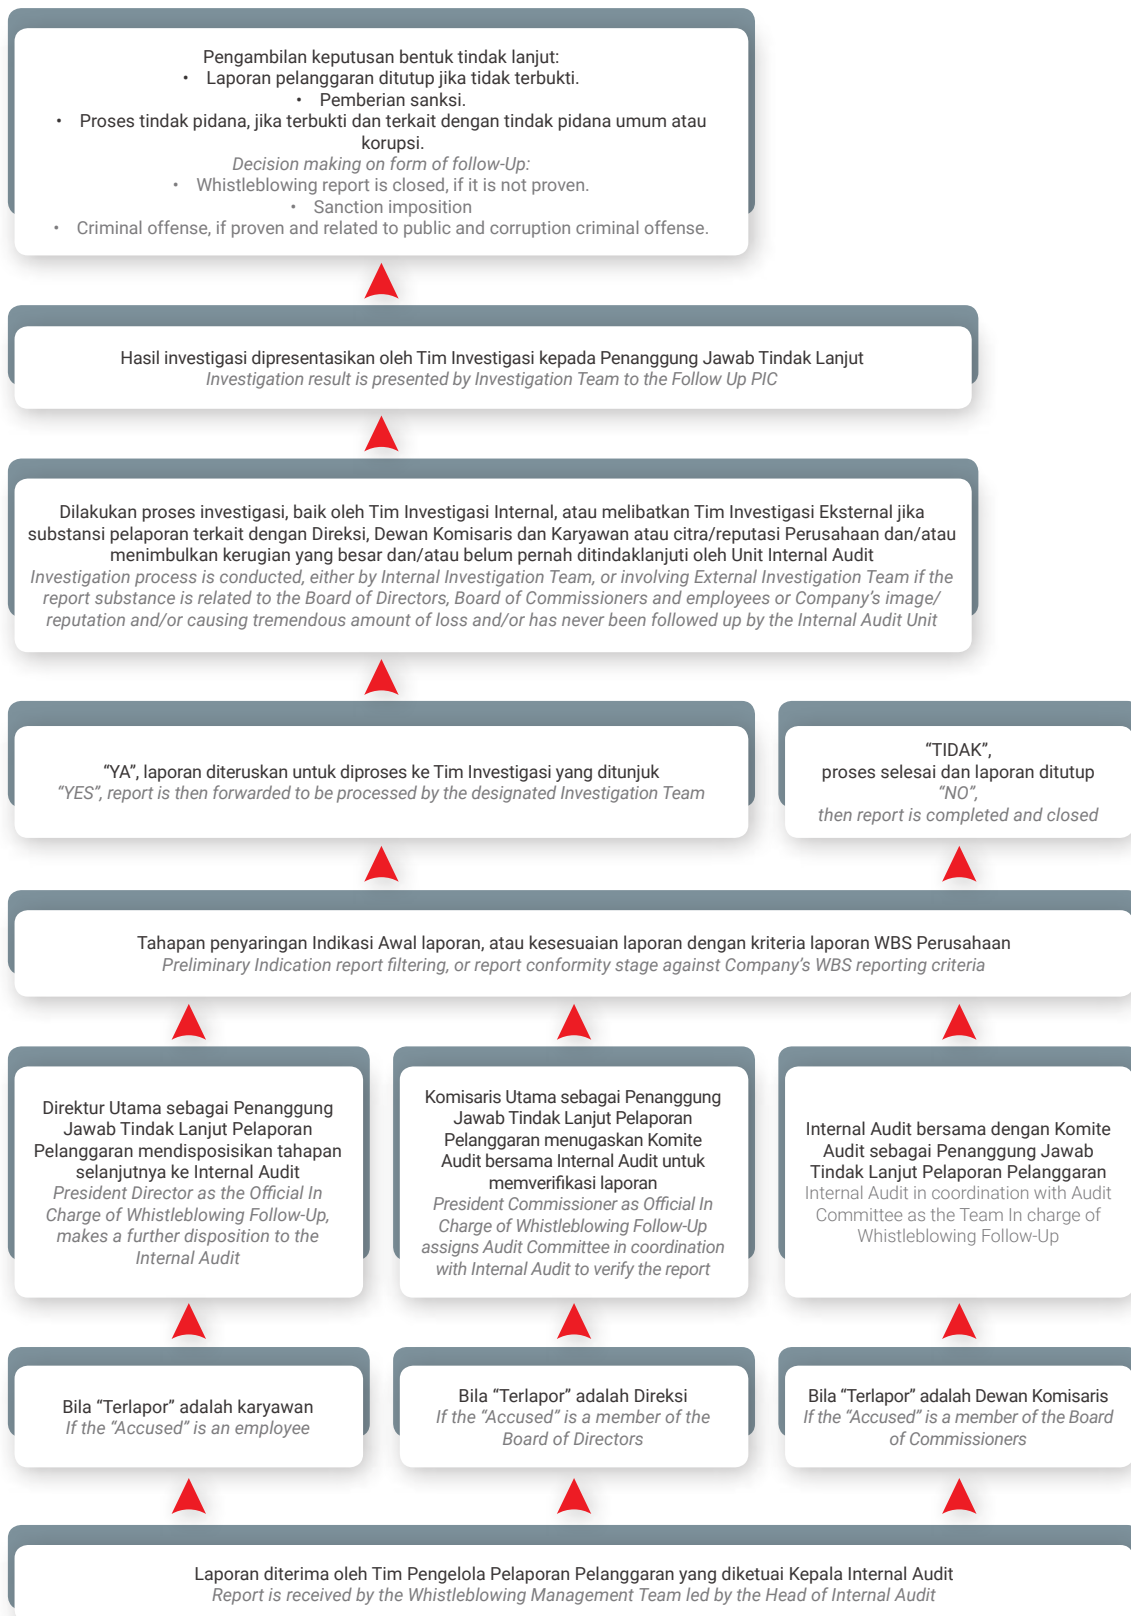 Pengambilan keputusan bentuk tindak lanjut:
• Laporan pelanggaran ditutup jika tidak terbukti.
• Pemberian sanksi.
• Proses tindak pidana, jika terbukti dan terkait dengan tindak pidana umum atau
korupsi.
Decision making on form of follow-Up:
• Whistleblowing report is closed, if it is not proven.
• Sanction imposition
• Criminal offense, if proven and related to public and corruption criminal offense.
Hasil investigasi dipresentasikan oleh Tim Investigasi kepada Penanggung Jawab Tindak Lanjut
Investigation result is presented by Investigation Team to the Follow Up PIC
Dilakukan proses investigasi, baik oleh Tim Investigasi Internal, atau melibatkan Tim Investigasi Eksternal jika
substansi pelaporan terkait dengan Direksi, Dewan Komisaris dan Karyawan atau citra/reputasi Perusahaan dan/atau
menimbulkan kerugian yang besar dan/atau belum pernah ditindaklanjuti oleh Unit Internal Audit
Investigation process is conducted, either by Internal Investigation Team, or involving External Investigation Team if the
report substance is related to the Board of Directors, Board of Commissioners and employees or Company's image/
reputation and/or causing tremendous amount of loss and/or has never been followed up by the Internal Audit Unit
“YA”, laporan diteruskan untuk diproses ke Tim Investigasi yang ditunjuk
“YES”, report is then forwarded to be processed by the designated Investigation Team
“TIDAK”,
proses selesai dan laporan ditutup
“NO”,
then report is completed and closed
Tahapan penyaringan Indikasi Awal laporan, atau kesesuaian laporan dengan kriteria laporan WBS Perusahaan
Preliminary Indication report filtering, or report conformity stage against Company's WBS reporting criteria
Direktur Utama sebagai Penanggung
Jawab Tindak Lanjut Pelaporan
Pelanggaran mendisposisikan tahapan
selanjutnya ke Internal Audit
President Director as the Official In
Charge of Whistleblowing Follow-Up,
makes a further disposition to the
Internal Audit
Komisaris Utama sebagai Penanggung
Jawab Tindak Lanjut Pelaporan
Pelanggaran menugaskan Komite
Audit bersama Internal Audit untuk
memverifikasi laporan
President Commissioner as Official In
Charge of Whistleblowing Follow-Up
assigns Audit Committee in coordination
with Internal Audit to verify the report
Internal Audit bersama dengan Komite
Audit sebagai Penanggung Jawab
Tindak Lanjut Pelaporan Pelanggaran
Internal Audit in coordination with Audit
Committee as the Team In charge of
Whistleblowing Follow-Up
Bila “Terlapor” adalah karyawan
If the “Accused” is an employee
Bila “Terlapor” adalah Direksi
If the “Accused” is a member of the
Board of Directors
Bila “Terlapor” adalah Dewan Komisaris
If the “Accused” is a member of the Board
of Commissioners
Laporan diterima oleh Tim Pengelola Pelaporan Pelanggaran yang diketuai Kepala Internal Audit
Report is received by the Whistleblowing Management Team led by the Head of Internal Audit